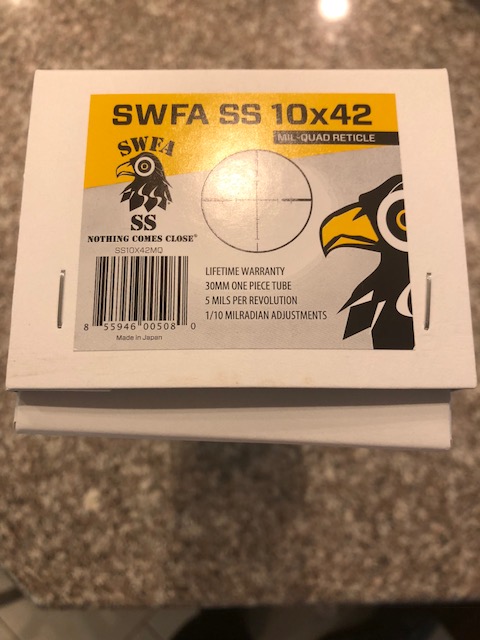 SWFA SS 10x42
MIL-QUAD RETICLE
SWFA
SS
NOTHING COMES CLOSE®
SS10X42MQ
8 55946 00508 0
Made in Japan
LIFETIME WARRANTY
30MM ONE PIECE TUBE
5 MILS PER REVOLUTION
1/10 MILRADIAN ADJUSTMENTS